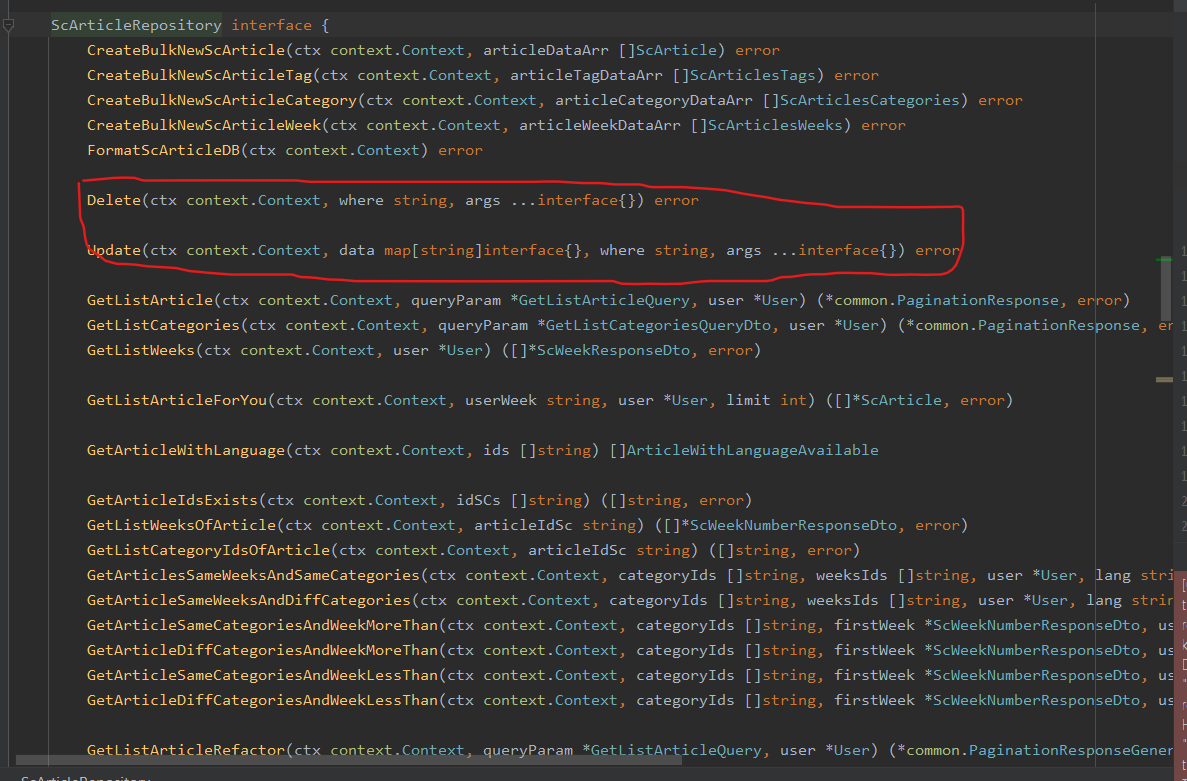 ScArticleRepository interface {
CreateBulkNewScArticle(ctx context.Context, articleDataArr []ScArticle) error
CreateBulkNewScArticleTag(ctx context.Context, articleTagDataArr []ScArticlesTags) error
CreateBulkNewScArticleCategory(ctx context.Context, articleCategoryDataArr []ScArticlesCategories) error
CreateBulkNewScArticleWeek(ctx context.Context, articleWeekDataArr []ScArticlesWeeks) error
FormatScArticleDB(ctx context.Context) error
Delete(ctx context.Context, where string, args ...interface{}) error
Update(ctx context.Context, data map[string]interface{}, where string, args ...interface{}) error
GetListArticle(ctx context.Context, queryParam *GetListArticleQuery, user *User) (*common.PaginationResponse, error)
GetListCategories(ctx context.Context, queryParam *GetListCategoriesQueryDto, user *User) (*common.PaginationResponse, er
GetListWeeks(ctx context.Context, user *User) ([]*ScWeekResponseDto, error)
GetListArticleForYou(ctx context.Context, userWeek string, user *User, limit int) ([]*ScArticle, error)
GetArticleWithLanguage(ctx context.Context, ids []string) []ArticleWithLanguageAvailable
GetArticleIdsExists(ctx context.Context, idSCs []string) ([]string, error)
GetListWeeksOfArticle(ctx context.Context, articleIdSc string) ([]*ScWeekNumberResponseDto, error)
GetListCategoryIdsOfArticle(ctx context.Context, articleIdSc string) ([]string, error)
GetArticlesSameWeeksAndSameCategories(ctx context.Context, categoryIds []string, weeksIds []string, user *User, lang stri
GetArticleSameWeeksAndDiffCategories(ctx context.Context, categoryIds []string, weeksIds []string, user *User, lang strin
GetArticleSameCategoriesAndWeekMoreThan(ctx context.Context, categoryIds []string, firstWeek *ScWeekNumberResponseDto, us
GetArticleDiffCategoriesAndWeekMoreThan(ctx context.Context, categoryIds []string, firstWeek *ScWeekNumberResponseDto, us
GetArticleSameCategoriesAndWeekLessThan(ctx context.Context, categoryIds []string, firstWeek *ScWeekNumberResponseDto, us
GetArticleDiffCategoriesAndWeekLessThan(ctx context.Context, categoryIds []string, firstWeek *ScWeekNumberResponseDto, us
GetListArticleRefactor(ctx context.Context, queryParam *GetListArticleQuery, user *User) (*common.PaginationResponseGener
ScArticleRepository